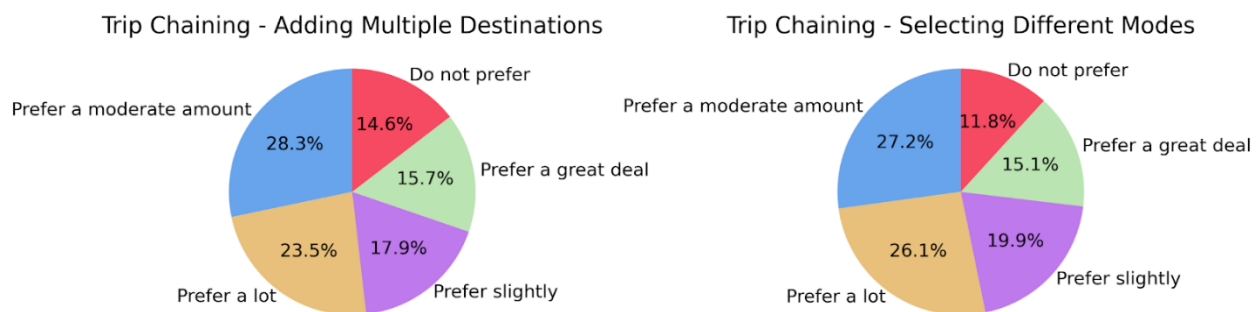 Trip Chaining - Adding Multiple Destinations
Do not prefer
Prefer a moderate amount
14.6%
28.3%
Prefer a great deal
15.7%
23.5%
17.9%
Prefer a lot
Prefer slightly
Trip Chaining - Selecting Different Modes
Do not prefer
Prefer a moderate amount
11.8%
27.2%
Prefer a great deal
15.1%
26.1%
19.9%
Prefer a lot
Prefer slightly